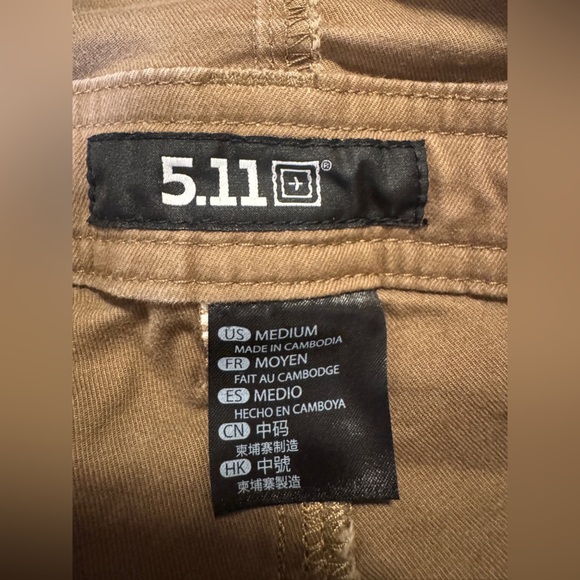 5.11®
US MEDIUM
MADE IN CAMBODIA
FR MOYEN
FAIT AU CAMBODGE
ES MEDIO
HECHO EN CAMBOYA
CN 中码
柬埔寨制造
HK 中號
柬埔寨製造